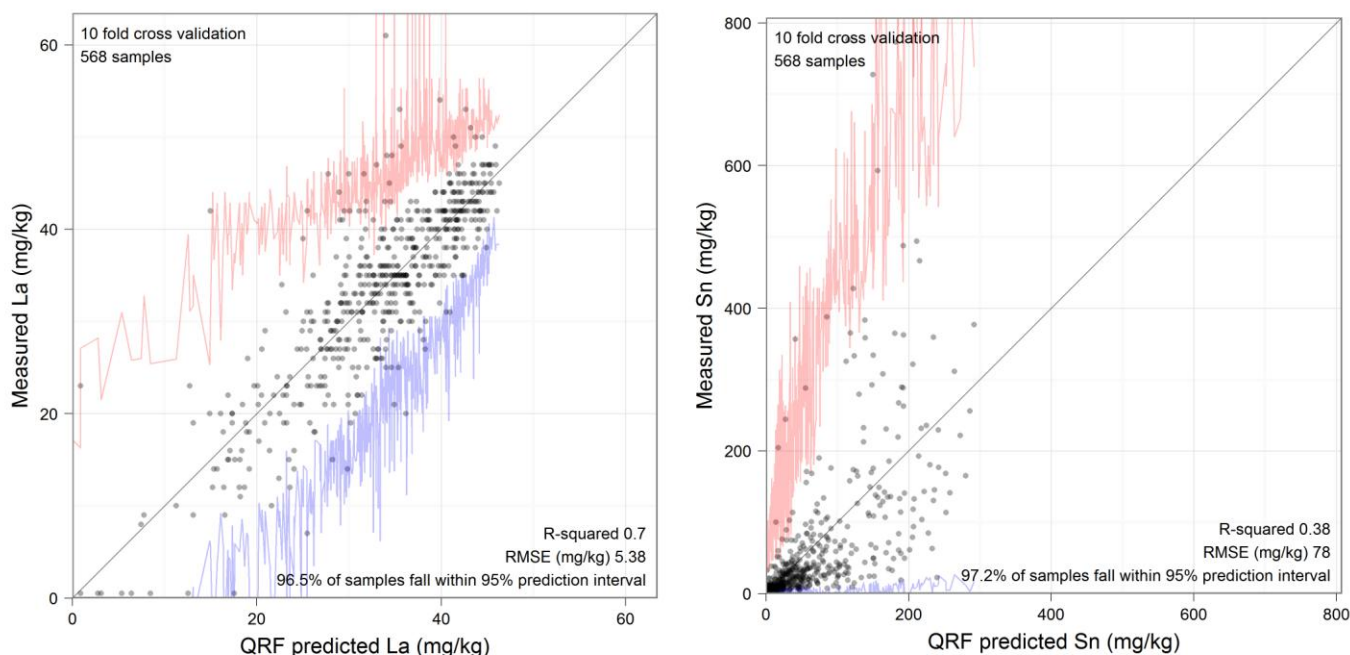 10 fold cross validation
568 samples
60
40
20
0
Measured La (mg/kg)
R-squared 0.7
RMSE (mg/kg) 5.38
96.5% of samples fall within 95% prediction interval
0
20
40
60
QRF predicted La (mg/kg)
10 fold cross validation
568 samples
800
600
400
200
0
Measured Sn (mg/kg)
R-squared 0.38
RMSE (mg/kg) 78
97.2% of samples fall within 95% prediction interval
0
200
400
600
800
QRF predicted Sn (mg/kg)